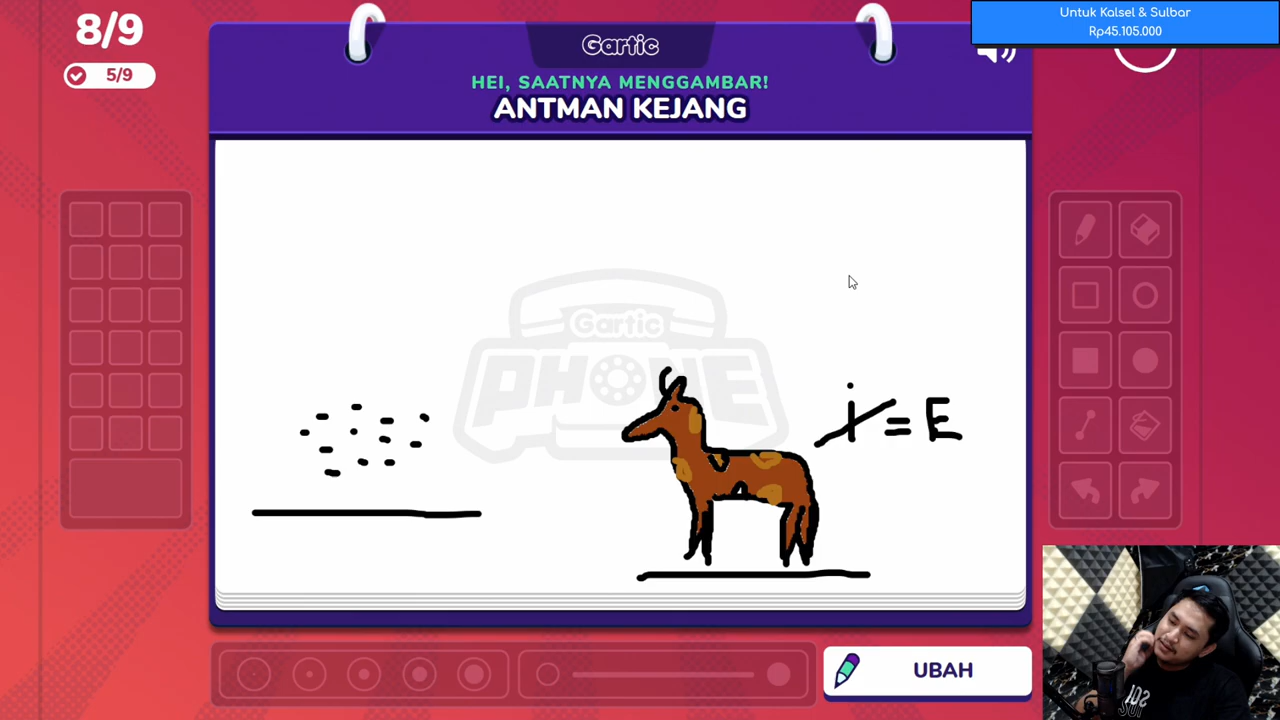 8/9
5/9
Gartic
HEI, SAATNYA MENGGAMBAR!
ANTMAN KEJANG
Untuk Kalsel & Sulbar
Rp45.105.000
Gartic
PHONE
i = E
UBAH